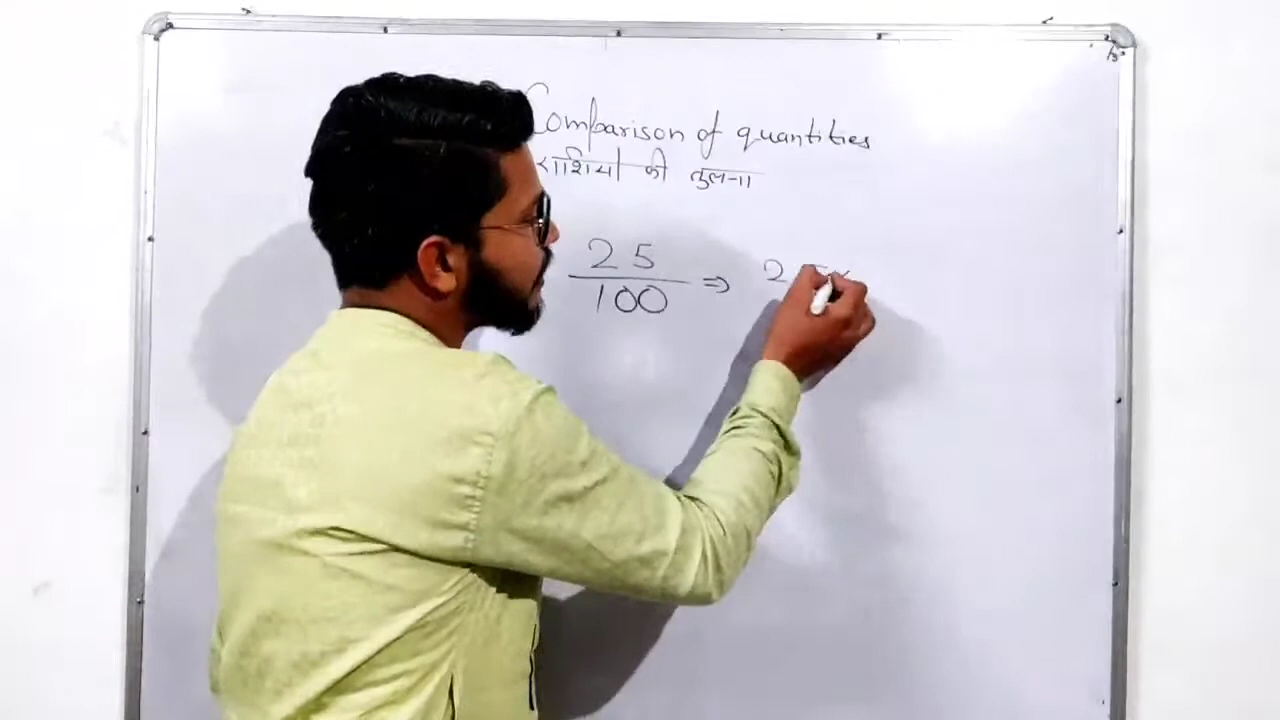 Comparison of quantities
राशियों की तुलना
25
100 ⇒ 2